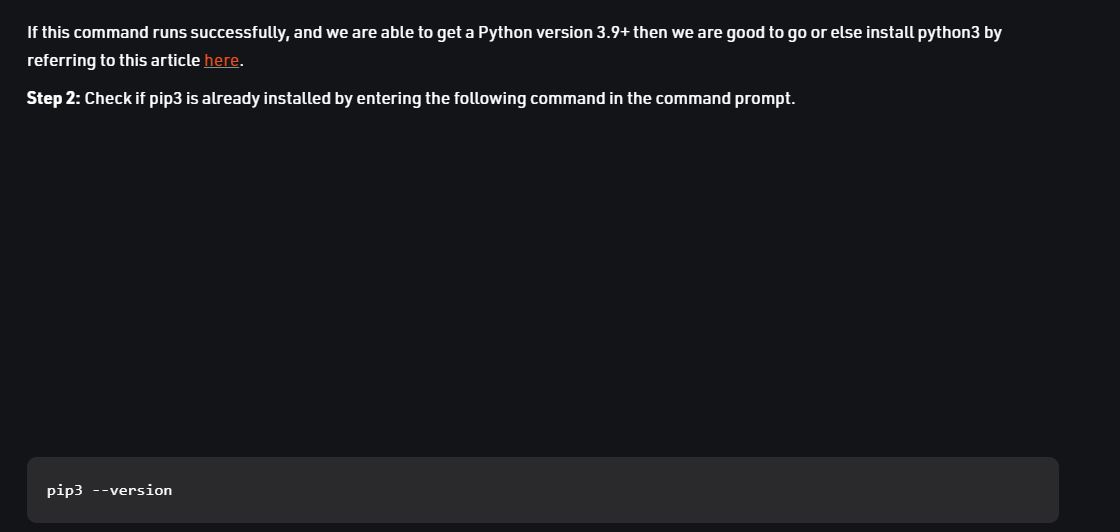 If this command runs successfully, and we are able to get a Python version 3.9+ then we are good to go or else install python3 by
referring to this article here.
Step 2: Check if pip3 is already installed by entering the following command in the command prompt.
pip3 --version